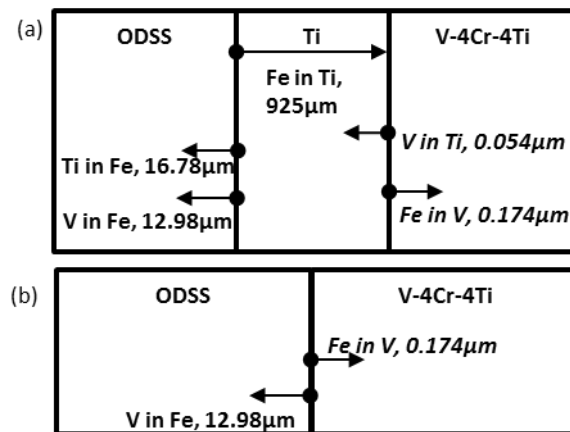 (a)
ODSS
Ti
V-4Cr-4Ti
Fe in Ti,
925μm
V in Ti, 0.054μm
Ti in Fe, 16.78μm
V in Fe, 12.98μm
Fe in V, 0.174μm
(b)
ODSS
V-4Cr-4Ti
Fe in V, 0.174μm
V in Fe, 12.98μm